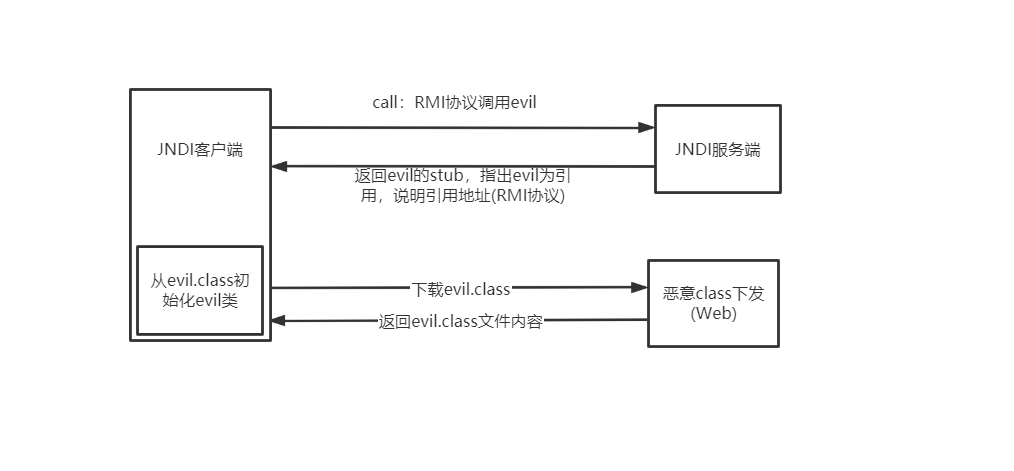 call：RMI协议调用evil
JNDI客户端
JNDI服务端
返回evil的stub，指出evil为引
用，说明引用地址(RMI协议)
从evil.class初
始化evil类
下载evil.class
恶意class下发
(Web)
返回evil.class文件内容